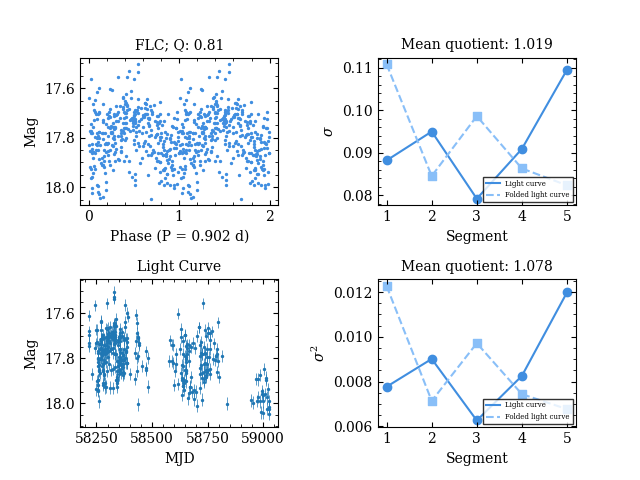 FLC; Q: 0.81
Mag
17.6
17.8
18.0
0
1
2
Phase (P = 0.902 d)
Mean quotient: 1.019
σ
0.11
0.10
0.09
0.08
Light curve
Folded light curve
1
2
3
4
5
Segment
Light Curve
Mag
17.6
17.8
18.0
58250
58500
58750
59000
MJD
Mean quotient: 1.078
σ²
0.012
0.010
0.008
0.006
Light curve
Folded light curve
1
2
3
4
5
Segment